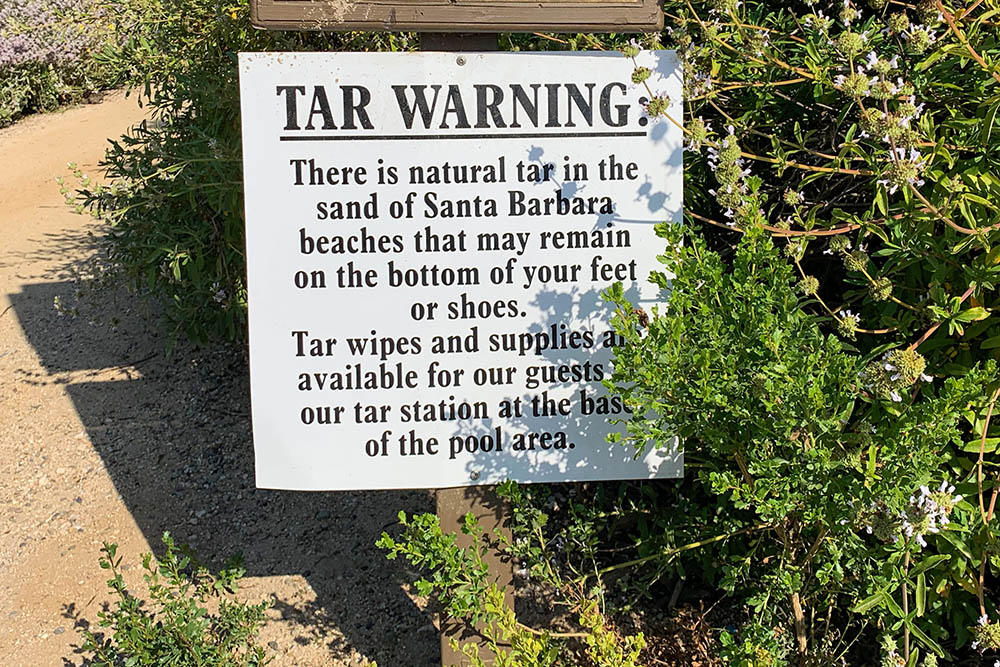 TAR WARNING:
There is natural tar in the
sand of Santa Barbara
beaches that may remain
on the bottom of your feet
or shoes.
Tar wipes and supplies
available for our guests
our tar station at the base
of the pool area.